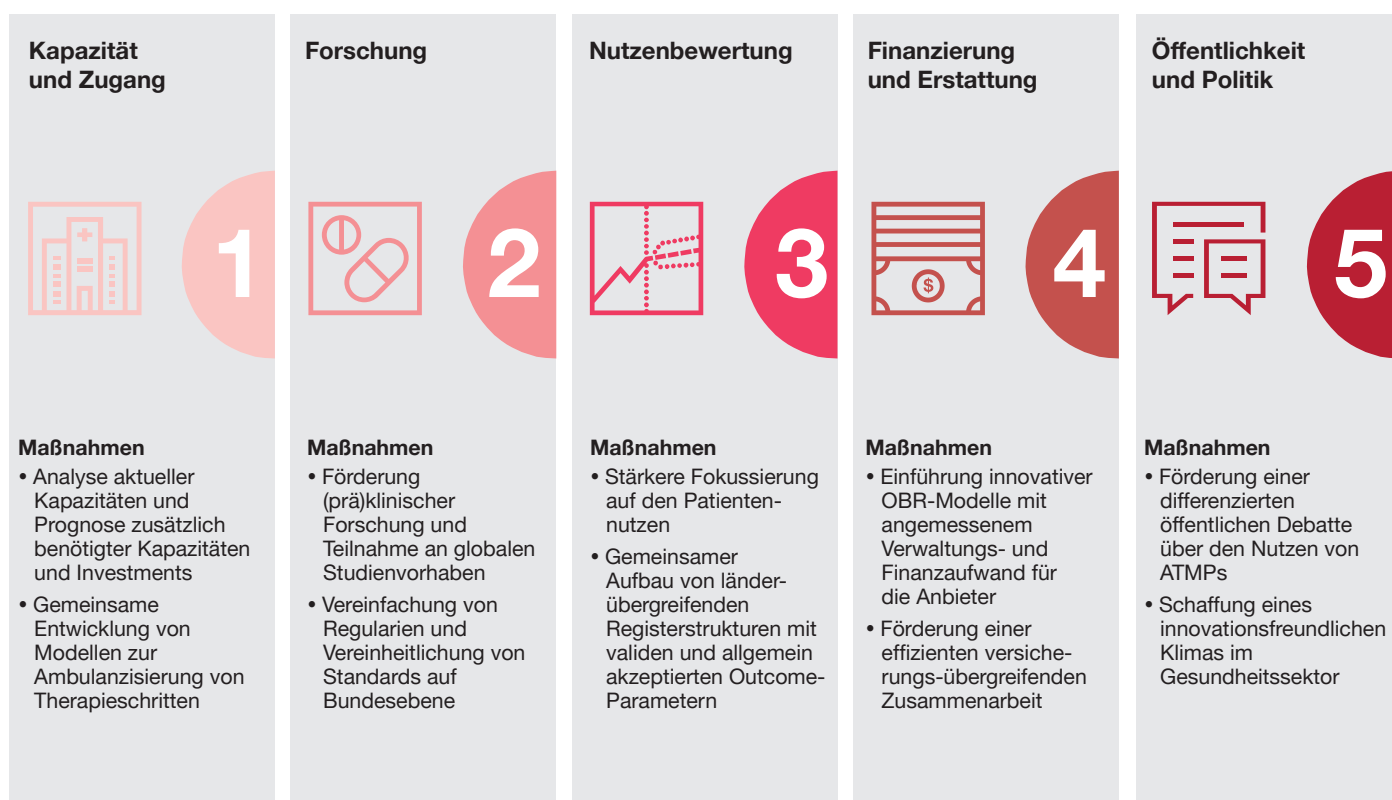 Kapazität
und Zugang
1
Maßnahmen
• Analyse aktueller
Kapazitäten und
Prognose zusätzlich
benötigter Kapazitäten
und Investments
• Gemeinsame
Entwicklung von
Modellen zur
Ambulanzisierung von
Therapieschritten
Forschung
2
Maßnahmen
• Förderung
(prä)klinischer
Forschung und
Teilnahme an globalen
Studienvorhaben
• Vereinfachung von
Regularien und
Vereinheitlichung von
Standards auf
Bundesebene
Nutzenbewertung
3
Maßnahmen
• Stärkere Fokussierung
auf den Patienten-
nutzen
• Gemeinsamer
Aufbau von länder-
übergreifenden
Registerstrukturen mit
validen und allgemein
akzeptierten Outcome-
Parametern
Finanzierung
und Erstattung
$
4
Maßnahmen
• Einführung innovativer
OBR-Modelle mit
angemessenem
Verwaltungs- und
Finanzaufwand für
die Anbieter
• Förderung einer
effizienten versiche-
rungs-übergreifenden
Zusammenarbeit
Öffentlichkeit
und Politik
5
Maßnahmen
• Förderung einer
differenzierten
öffentlichen Debatte
über den Nutzen von
ATMPs
• Schaffung eines
innovationsfreundlichen
Klimas im
Gesundheitssektor